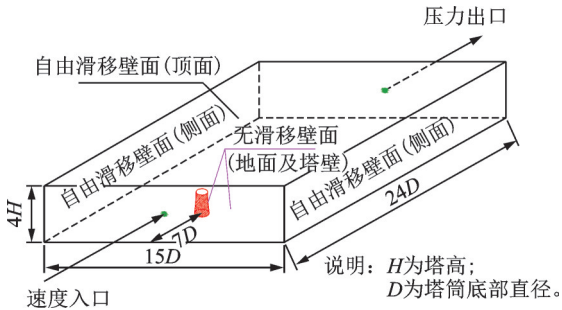 压力出口
自由滑移壁面(顶面)
自由滑移壁面(侧面)
无滑移壁面
(地面及塔壁)
自由滑移壁面(侧面)
4H
7D
15D
24D
速度入口
说明：H为塔高；
D为塔筒底部直径。